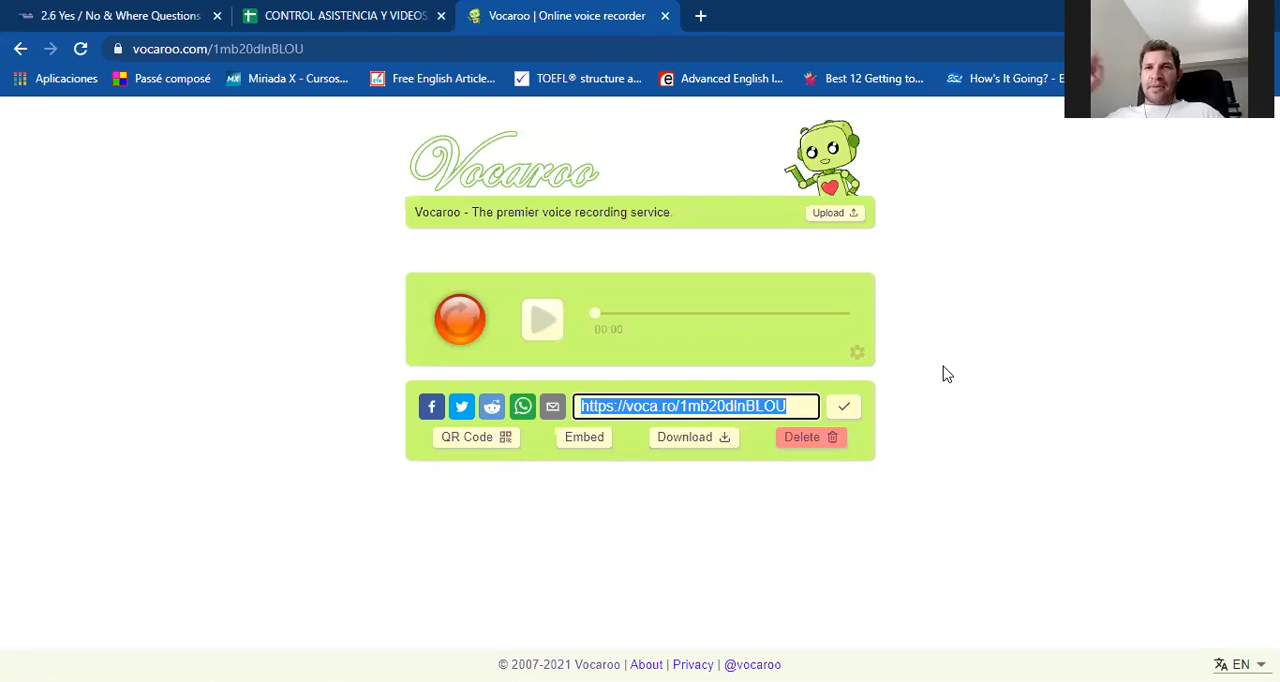 2.6 Yes / No & Where Questions
CONTROL ASISTENCIA Y VIDEOS
Vocaroo | Online voice recorder
vocaroo.com/1mb20dlnBLOU
Aplicaciones
Passé composé
Miriada X - Cursos...
Free English Article...
TOEFL® structure a...
Advanced English l...
Best 12 Getting to...
How's It Going? - E
Vocaroo
Vocaroo - The premier voice recording service.
Upload
00:00
https://voca.ro/1mb20dlnBLOU
QR Code
Embed
Download
Delete
© 2007-2021 Vocaroo | About | Privacy | @vocaroo
EN